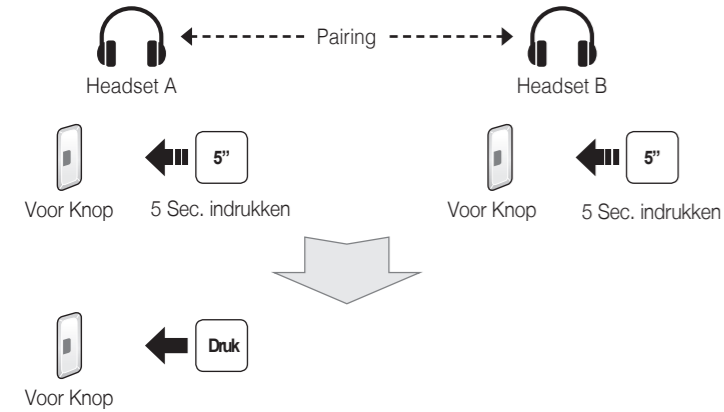 Pairing
Headset A
Headset B
5”
5”
Voor Knop
5 Sec. indrukken
Voor Knop
5 Sec. indrukken
Druk
Voor Knop